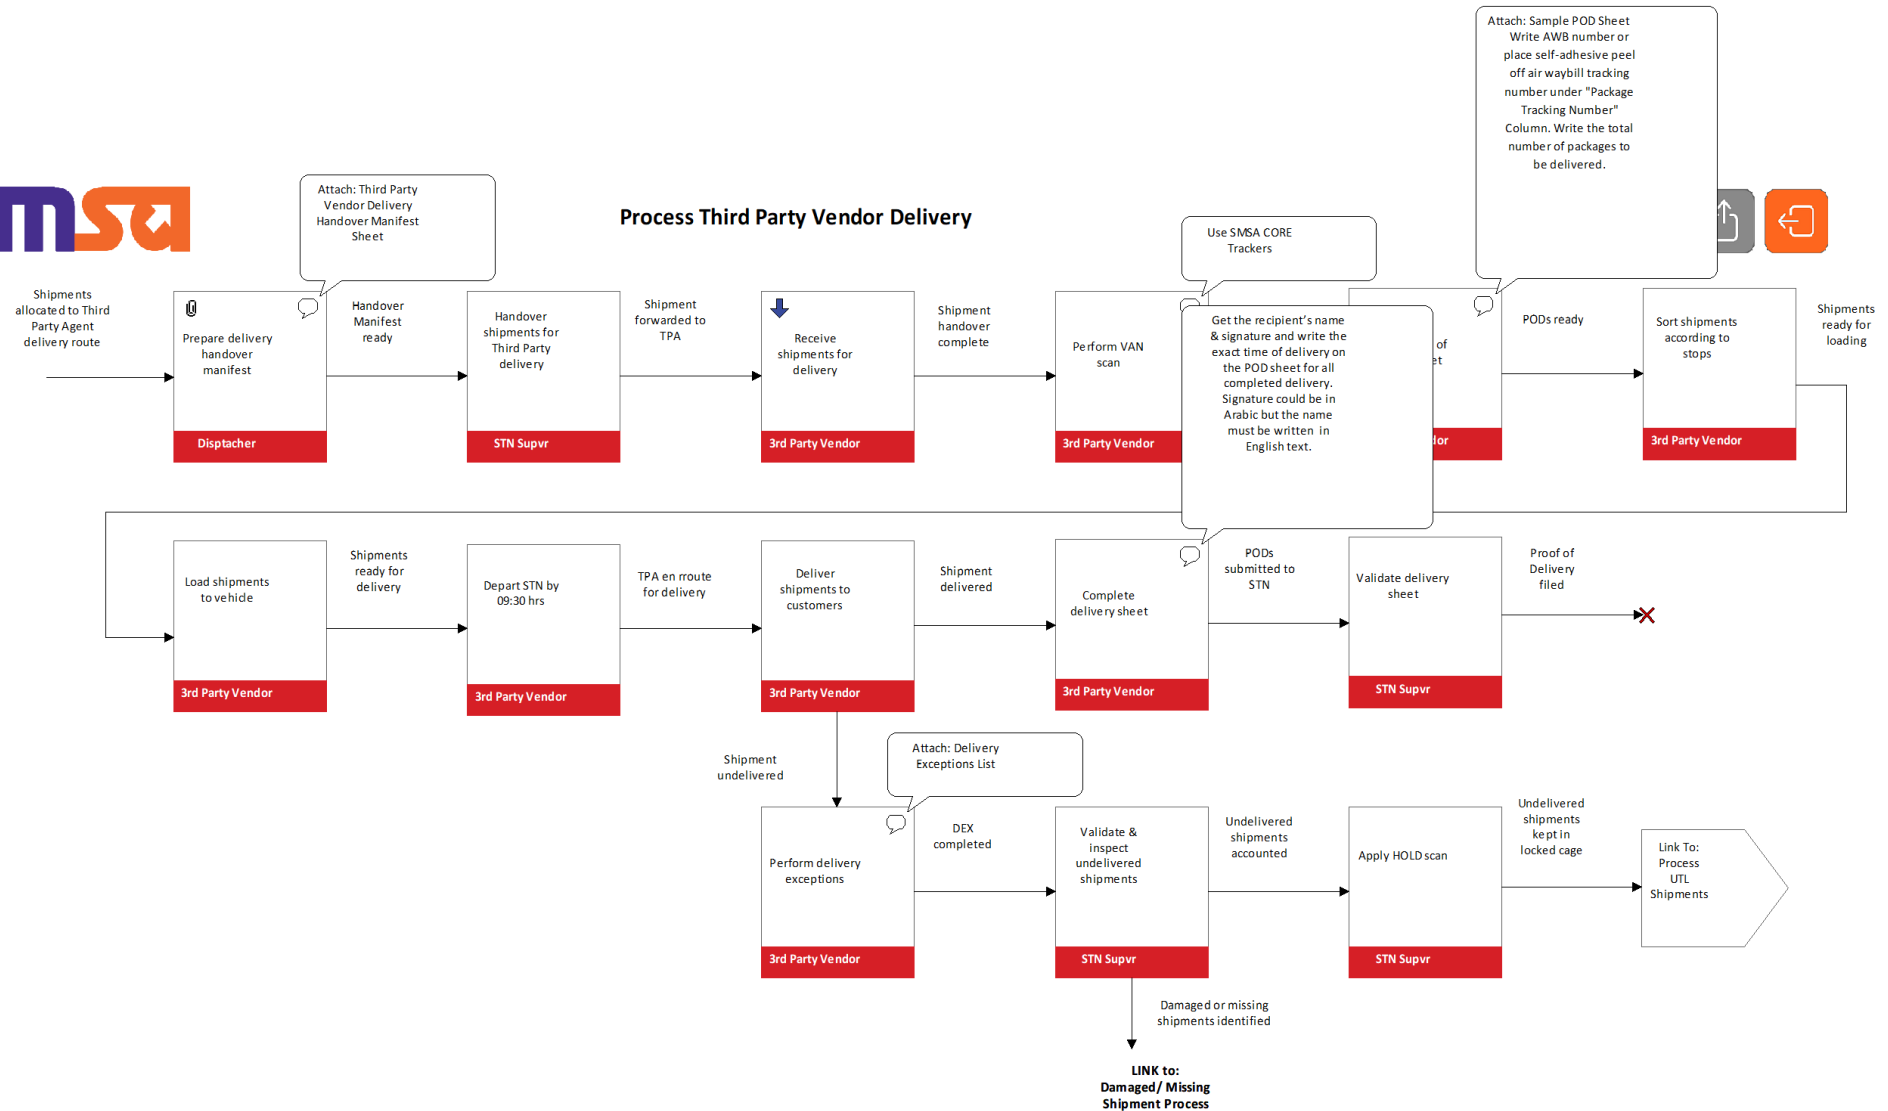 Attach: Sample POD Sheet
Write AWB number or
place self-adhesive peel
off air waybill tracking
number under "Package
Tracking Number"
Column. Write the total
number of packages to
be delivered.
msa
Attach: Third Party
Vendor Delivery
Handover Manifest
Sheet
Process Third Party Vendor Delivery
Use SMSA CORE
Trackers
Shipments
allocated to Third
Party Agent
delivery route
Prepare delivery
handover
manifest
Disptacher
Handover
Manifest
ready
Handover
shipments for
Third Party
delivery
STN Supvr
Shipment
forwarded to
TPA
Receive
shipments for
delivery
3rd Party Vendor
Shipment
handover
complete
Perform VAN
scan
3rd Party Vendor
Get the recipient’s name
& signature and write the
exact time of delivery on
the POD sheet for all
completed delivery.
Signature could be in
Arabic but the name
must be written in
English text.
of
PODs ready
Sort shipments
according to
stops
3rd Party Vendor
Shipments
ready for
loading
Load shipments
to vehicle
3rd Party Vendor
Shipments
ready for
delivery
Depart STN by
09:30 hrs
3rd Party Vendor
TPA en rroute
for delivery
Deliver
shipments to
customers
3rd Party Vendor
Shipment
delivered
Complete
delivery sheet
3rd Party Vendor
PODs
submitted to
STN
Validate delivery
sheet
STN Supvr
Proof of
Delivery
filed
Shipment
undelivered
Attach: Delivery
Exceptions List
Perform delivery
exceptions
3rd Party Vendor
DEX
completed
Validate &
inspect
undelivered
shipments
STN Supvr
Undelivered
shipments
accounted
Apply HOLD scan
STN Supvr
Undelivered
shipments
kept in
locked cage
Link To:
Process
UTL
Shipments
Damaged or missing
shipments identified
LINK to:
Damaged/ Missing
Shipment Process